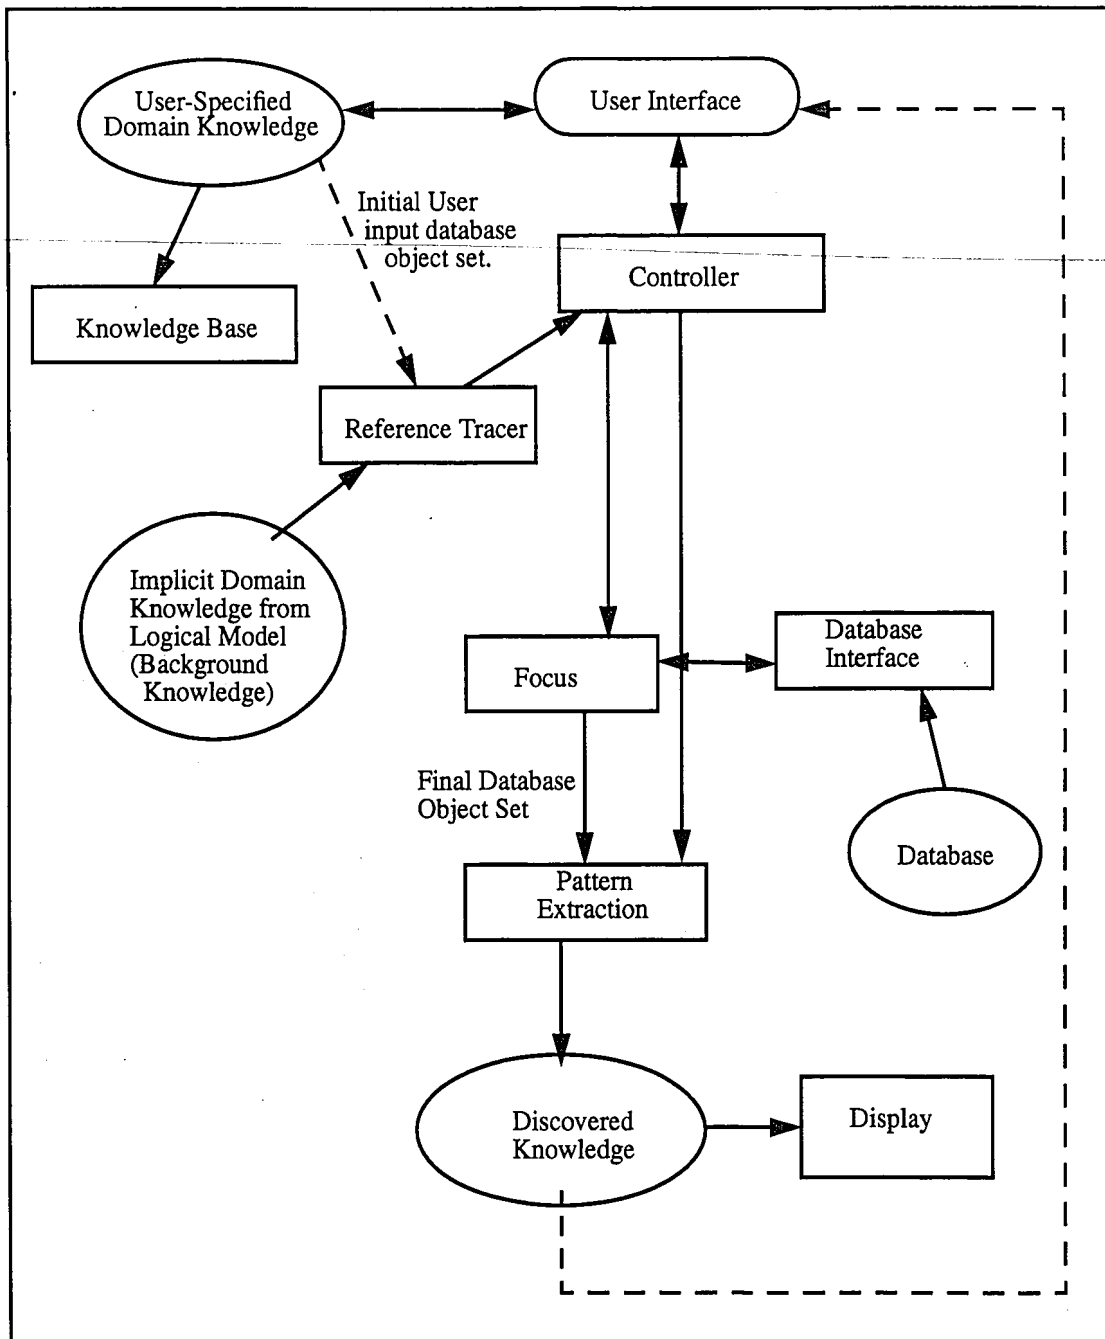 User-Specified
Domain Knowledge
User Interface
Initial User
input database
object set.
Controller
Knowledge Base
Reference Tracer
Implicit Domain
Knowledge from
Logical Model
(Background
Knowledge)
Database
Interface
Focus
Final Database
Object Set
Database
Pattern
Extraction
Discovered
Knowledge
Display